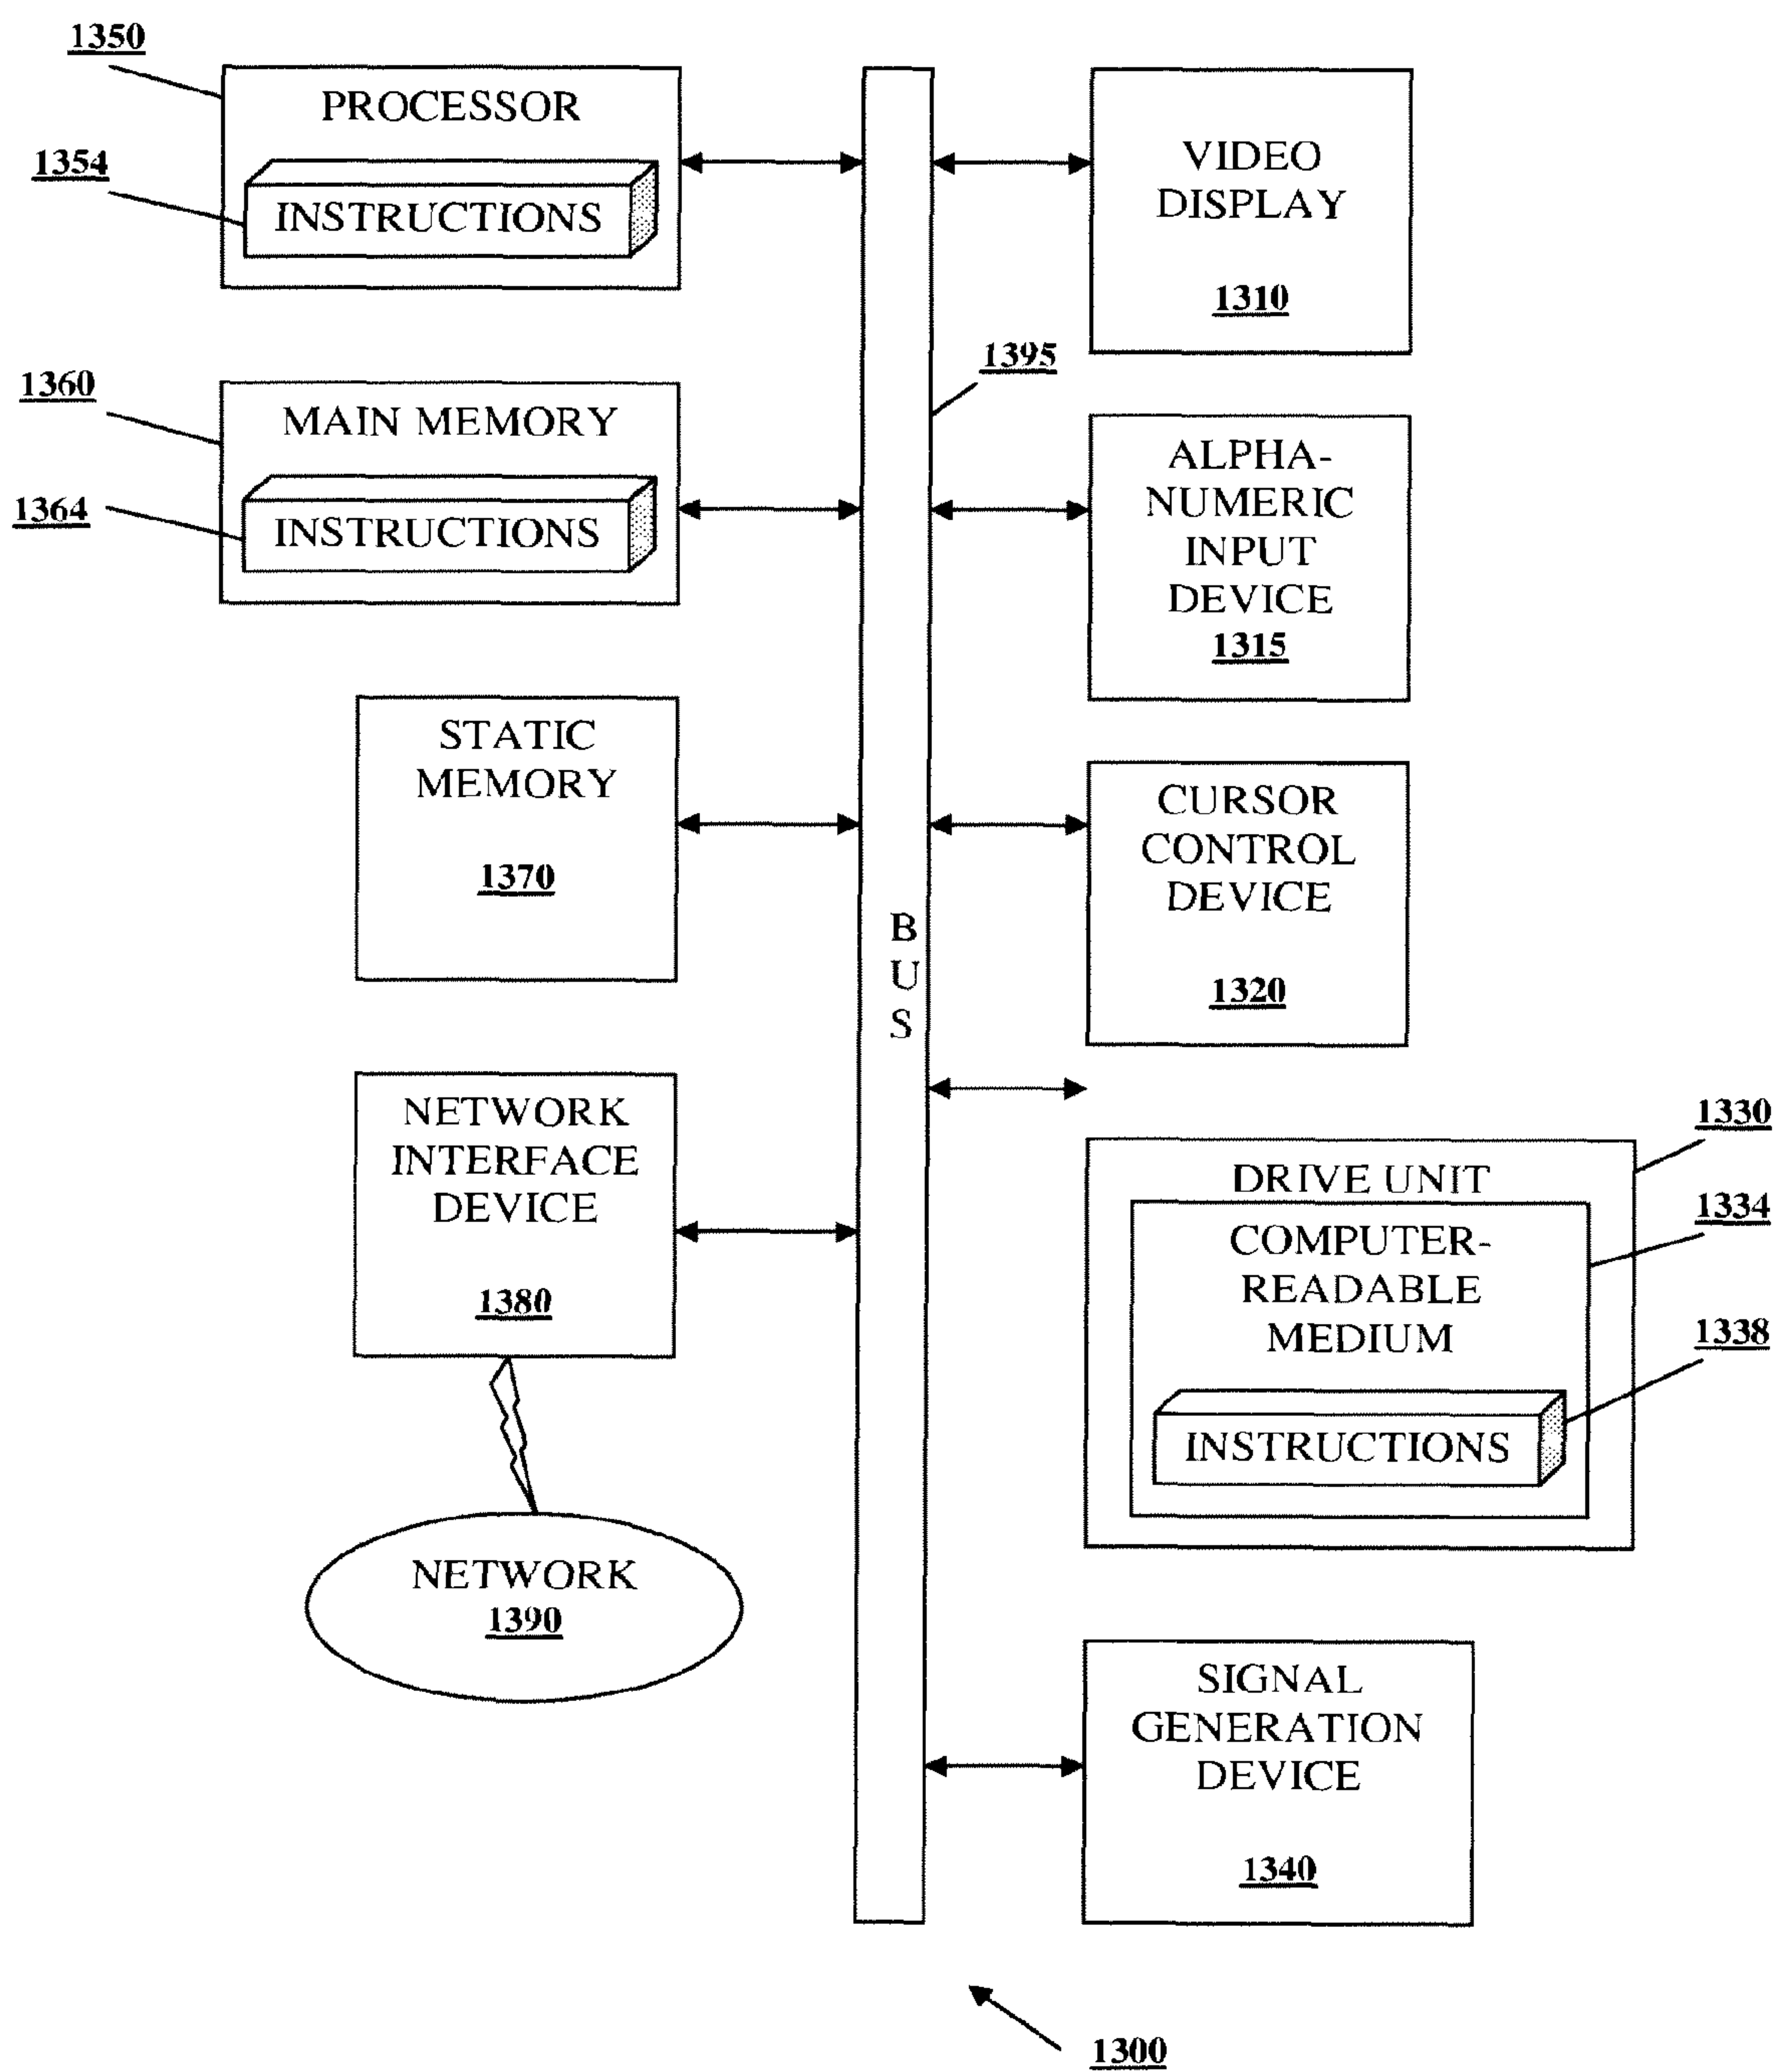 1350
PROCESSOR
1354
INSTRUCTIONS
1360
MAIN MEMORY
1364
INSTRUCTIONS
STATIC
MEMORY
1370
NETWORK
INTERFACE
DEVICE
1380
NETWORK
1390
B
U
S
1395
VIDEO
DISPLAY
1310
ALPHA-
NUMERIC
INPUT
DEVICE
1315
CURSOR
CONTROL
DEVICE
1320
1330
DRIVE UNIT
1334
COMPUTER-
READABLE
MEDIUM
1338
INSTRUCTIONS
SIGNAL
GENERATION
DEVICE
1340
1300